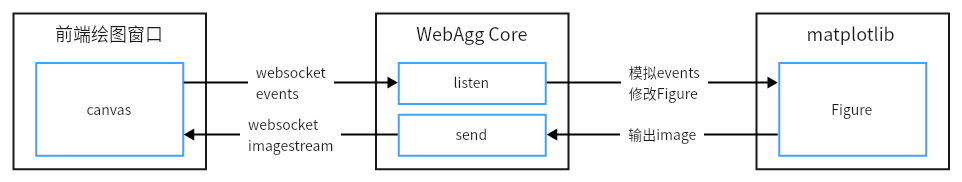 前端绘图窗口
canvas
websocket
events
websocket
imagestream
WebAgg Core
listen
send
模拟events
修改Figure
输出image
matplotlib
Figure